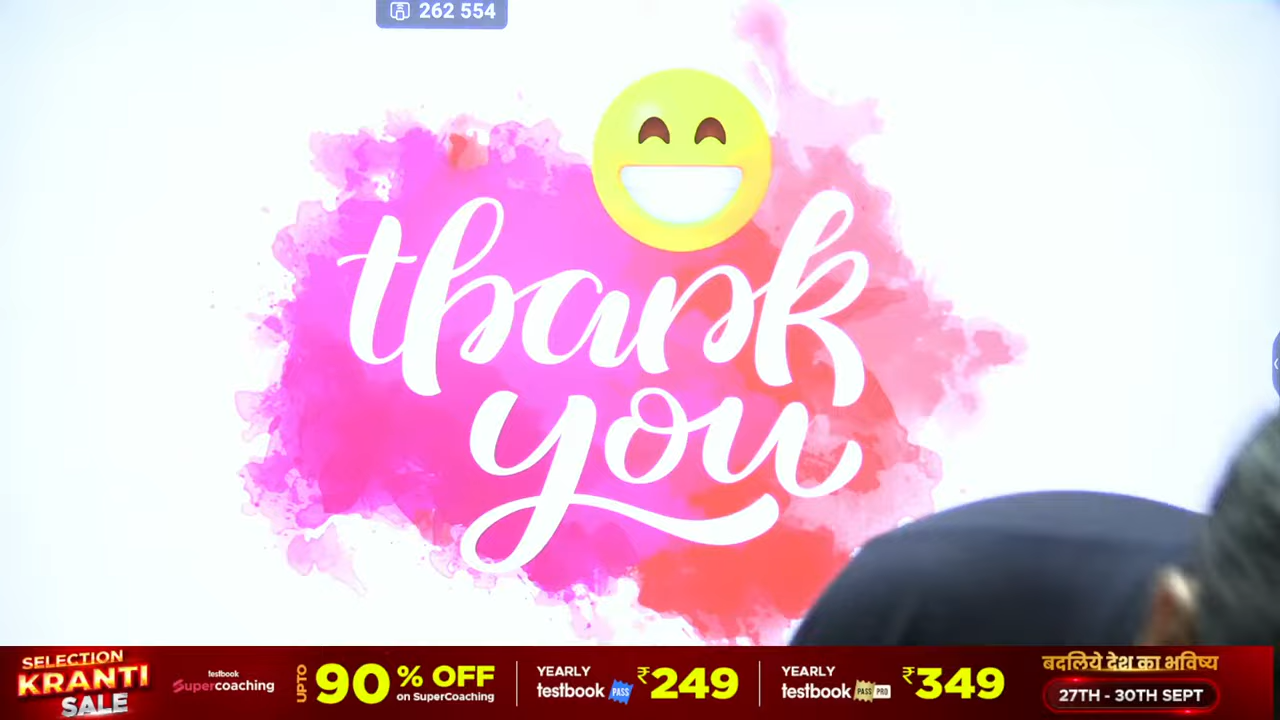 262 554
thank
you
SELECTION
KRANTI
SALE
testbook
Supercoaching
UPTO
90% OFF
on SuperCoaching
YEARLY
testbook PASS
₹249
YEARLY
testbook PASS PRO
₹349
बदलिये देश का भविष्य
27TH - 30TH SEPT